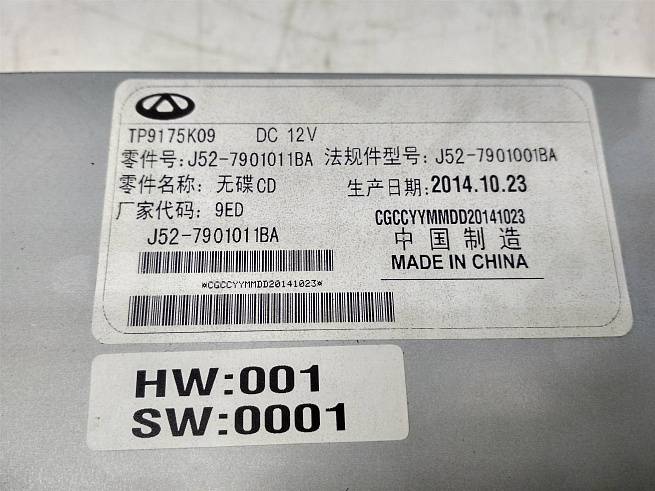 TP9175K09 DC 12V
零件号: J52-7901011BA 法规件型号: J52-7901001BA
零件名称: 无碟CD 生产日期: 2014.10.23
厂家代码: 9ED CGCCYYMMDD20141023
J52-7901011BA 中国制造
MADE IN CHINA
*CGCCYYMMDD20141023*
HW:001
SW:0001